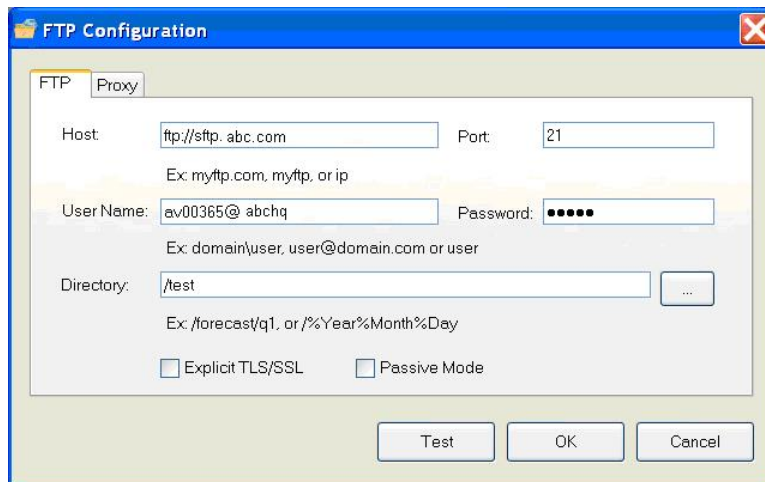 FTP Configuration
FTP Proxy
Host: ftp://sftp. abc.com Port: 21
Ex: myftp.com, myftp, or ip
User Name: av00365@ abchq Password: •••••
Ex: domain\user, user@domain.com or user
Directory: /test ...
Ex: /forecast/q1, or /%Year%Month%Day
Explicit TLS/SSL Passive Mode
Test OK Cancel